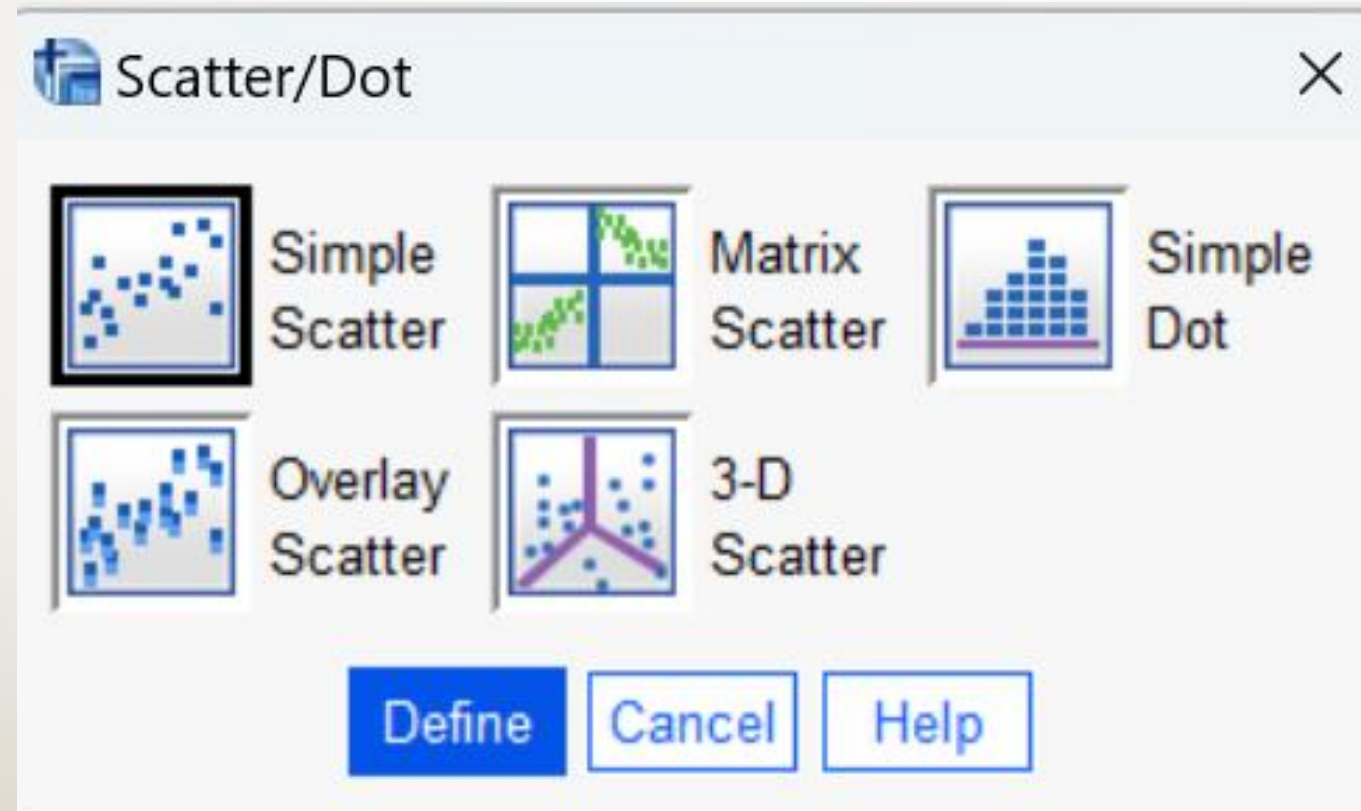 Scatter/Dot
Simple
Scatter
Matrix
Scatter
Simple
Dot
Overlay
Scatter
3-D
Scatter
Define
Cancel
Help